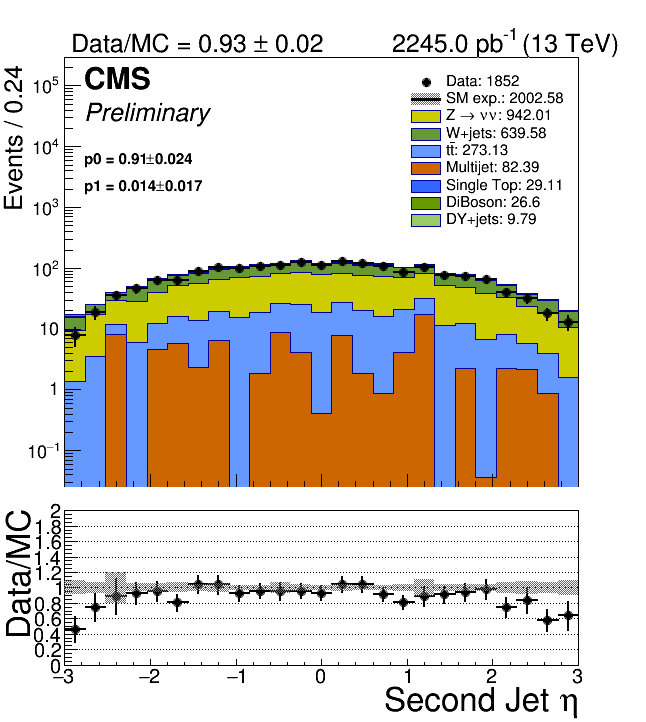 Data/MC = 0.93 ± 0.02
2245.0 pb⁻¹ (13 TeV)
Events / 0.24
CMS
Preliminary
p0 = 0.91±0.024
p1 = 0.014±0.017
Data: 1852
SM exp.: 2002.58
Z → νν: 942.01
W+jets: 639.58
tt̄: 273.13
Multijet: 82.39
Single Top: 29.11
DiBoson: 26.6
DY+jets: 9.79
10⁵
10⁴
10³
10²
10
1
10⁻¹
Data/MC
2
1.8
1.6
1.4
1.2
1
0.8
0.6
0.4
0.2
0
−3 −2 −1 0 1 2 3
Second Jet η